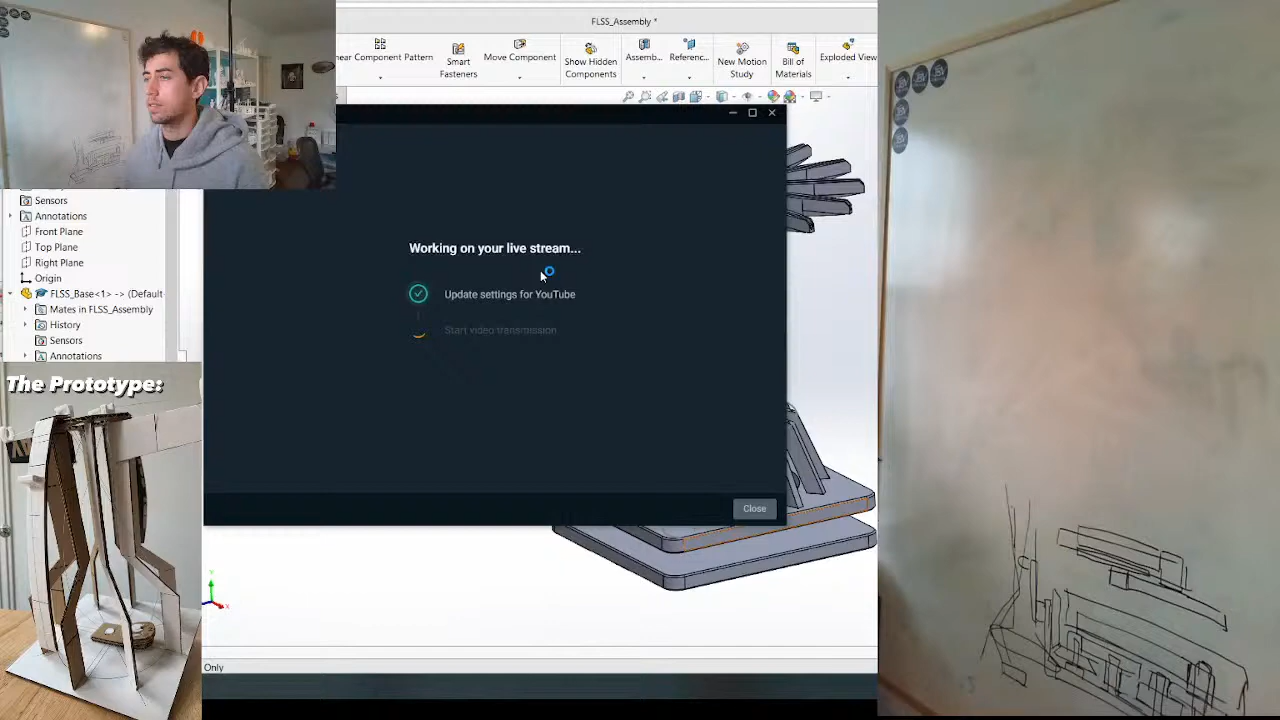 FLSS_Assembly *
near Component Pattern
Smart Fasteners
Move Component
Show Hidden Components
Assemb...
Referenc...
New Motion Study
Bill of Materials
Exploded View
Sensors
Annotations
Front Plane
Top Plane
Right Plane
Origin
FLSS_Base<1> -> (Default
Mates in FLSS_Assembly
History
Sensors
Annotations
Working on your live stream...
Update settings for YouTube
Start video transmission
Close
The Prototype:
Only